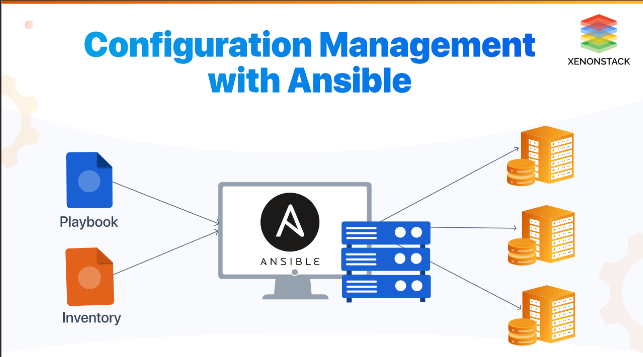 Configuration Management
with Ansible
XENONSTACK
Playbook
ANSIBLE
Inventory